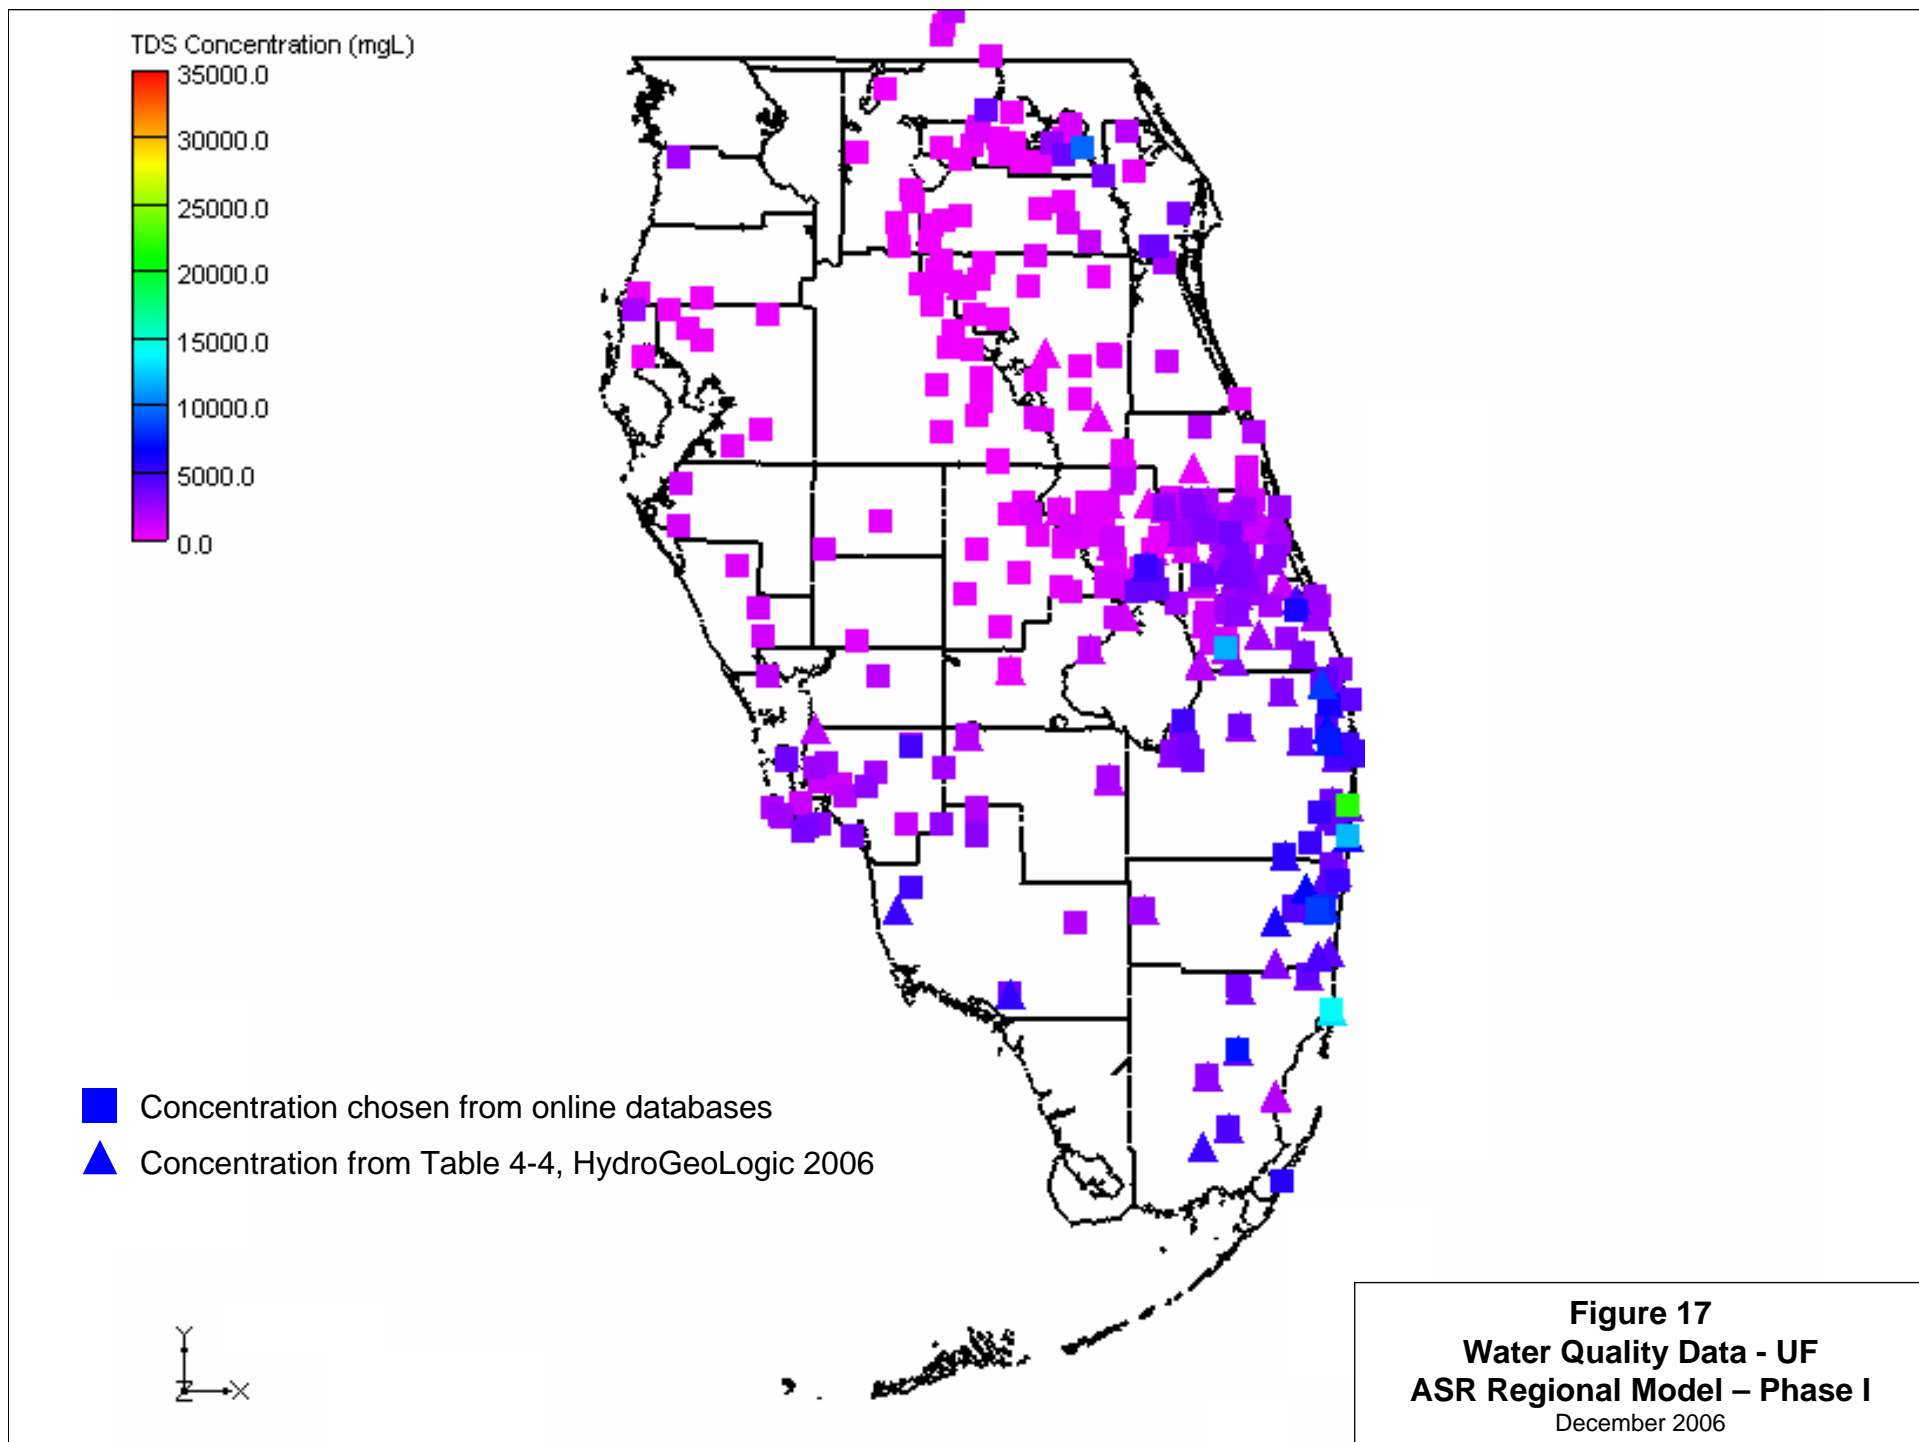 TDS Concentration (mgL)
35000.0
30000.0
25000.0
20000.0
15000.0
10000.0
5000.0
0.0
Concentration chosen from online databases
Concentration from Table 4-4, HydroGeoLogic 2006
Y
Z
X
Figure 17
Water Quality Data - UF
ASR Regional Model – Phase I
December 2006